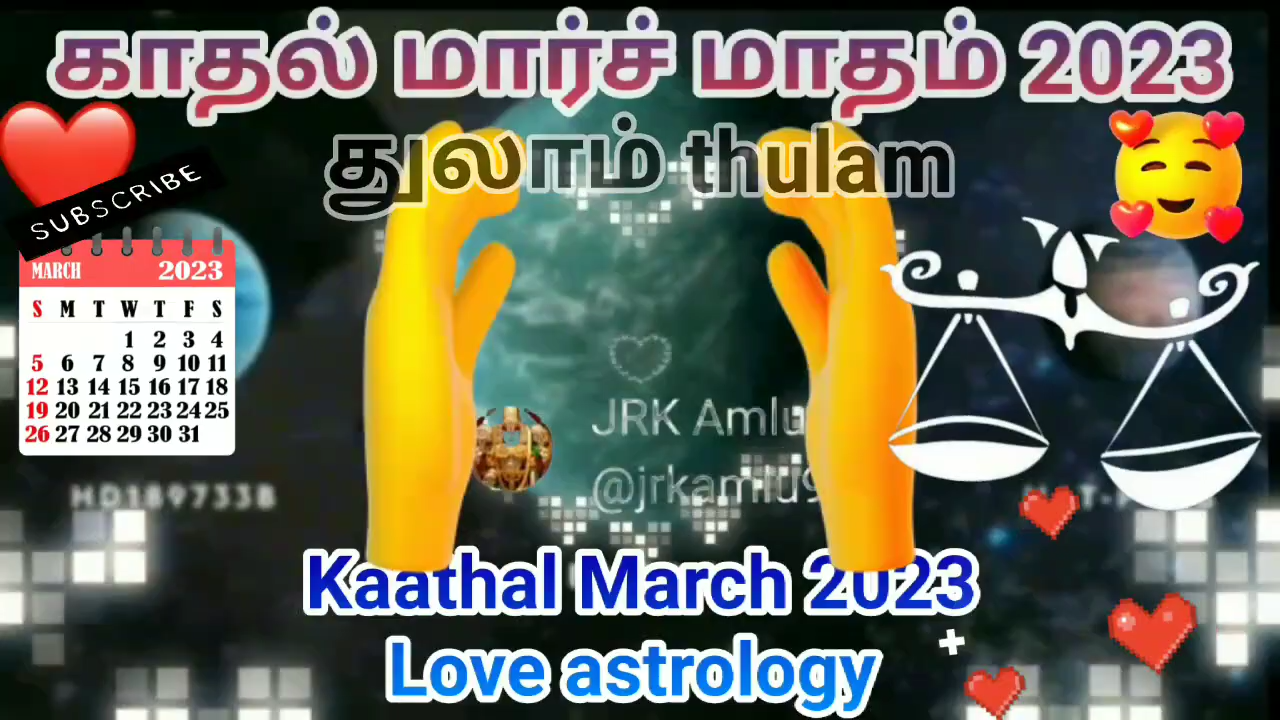 காதல் மார்ச் மாதம் 2023
துலாம் thulam
SUBSCRIBE
MARCH 2023
S M T W T F S
1 2 3 4
5 6 7 8 9 10 11
12 13 14 15 16 17 18
19 20 21 22 23 24 25
26 27 28 29 30 31
JRK Amlu
HD189733B
Kaathal March 2023
Love astrology